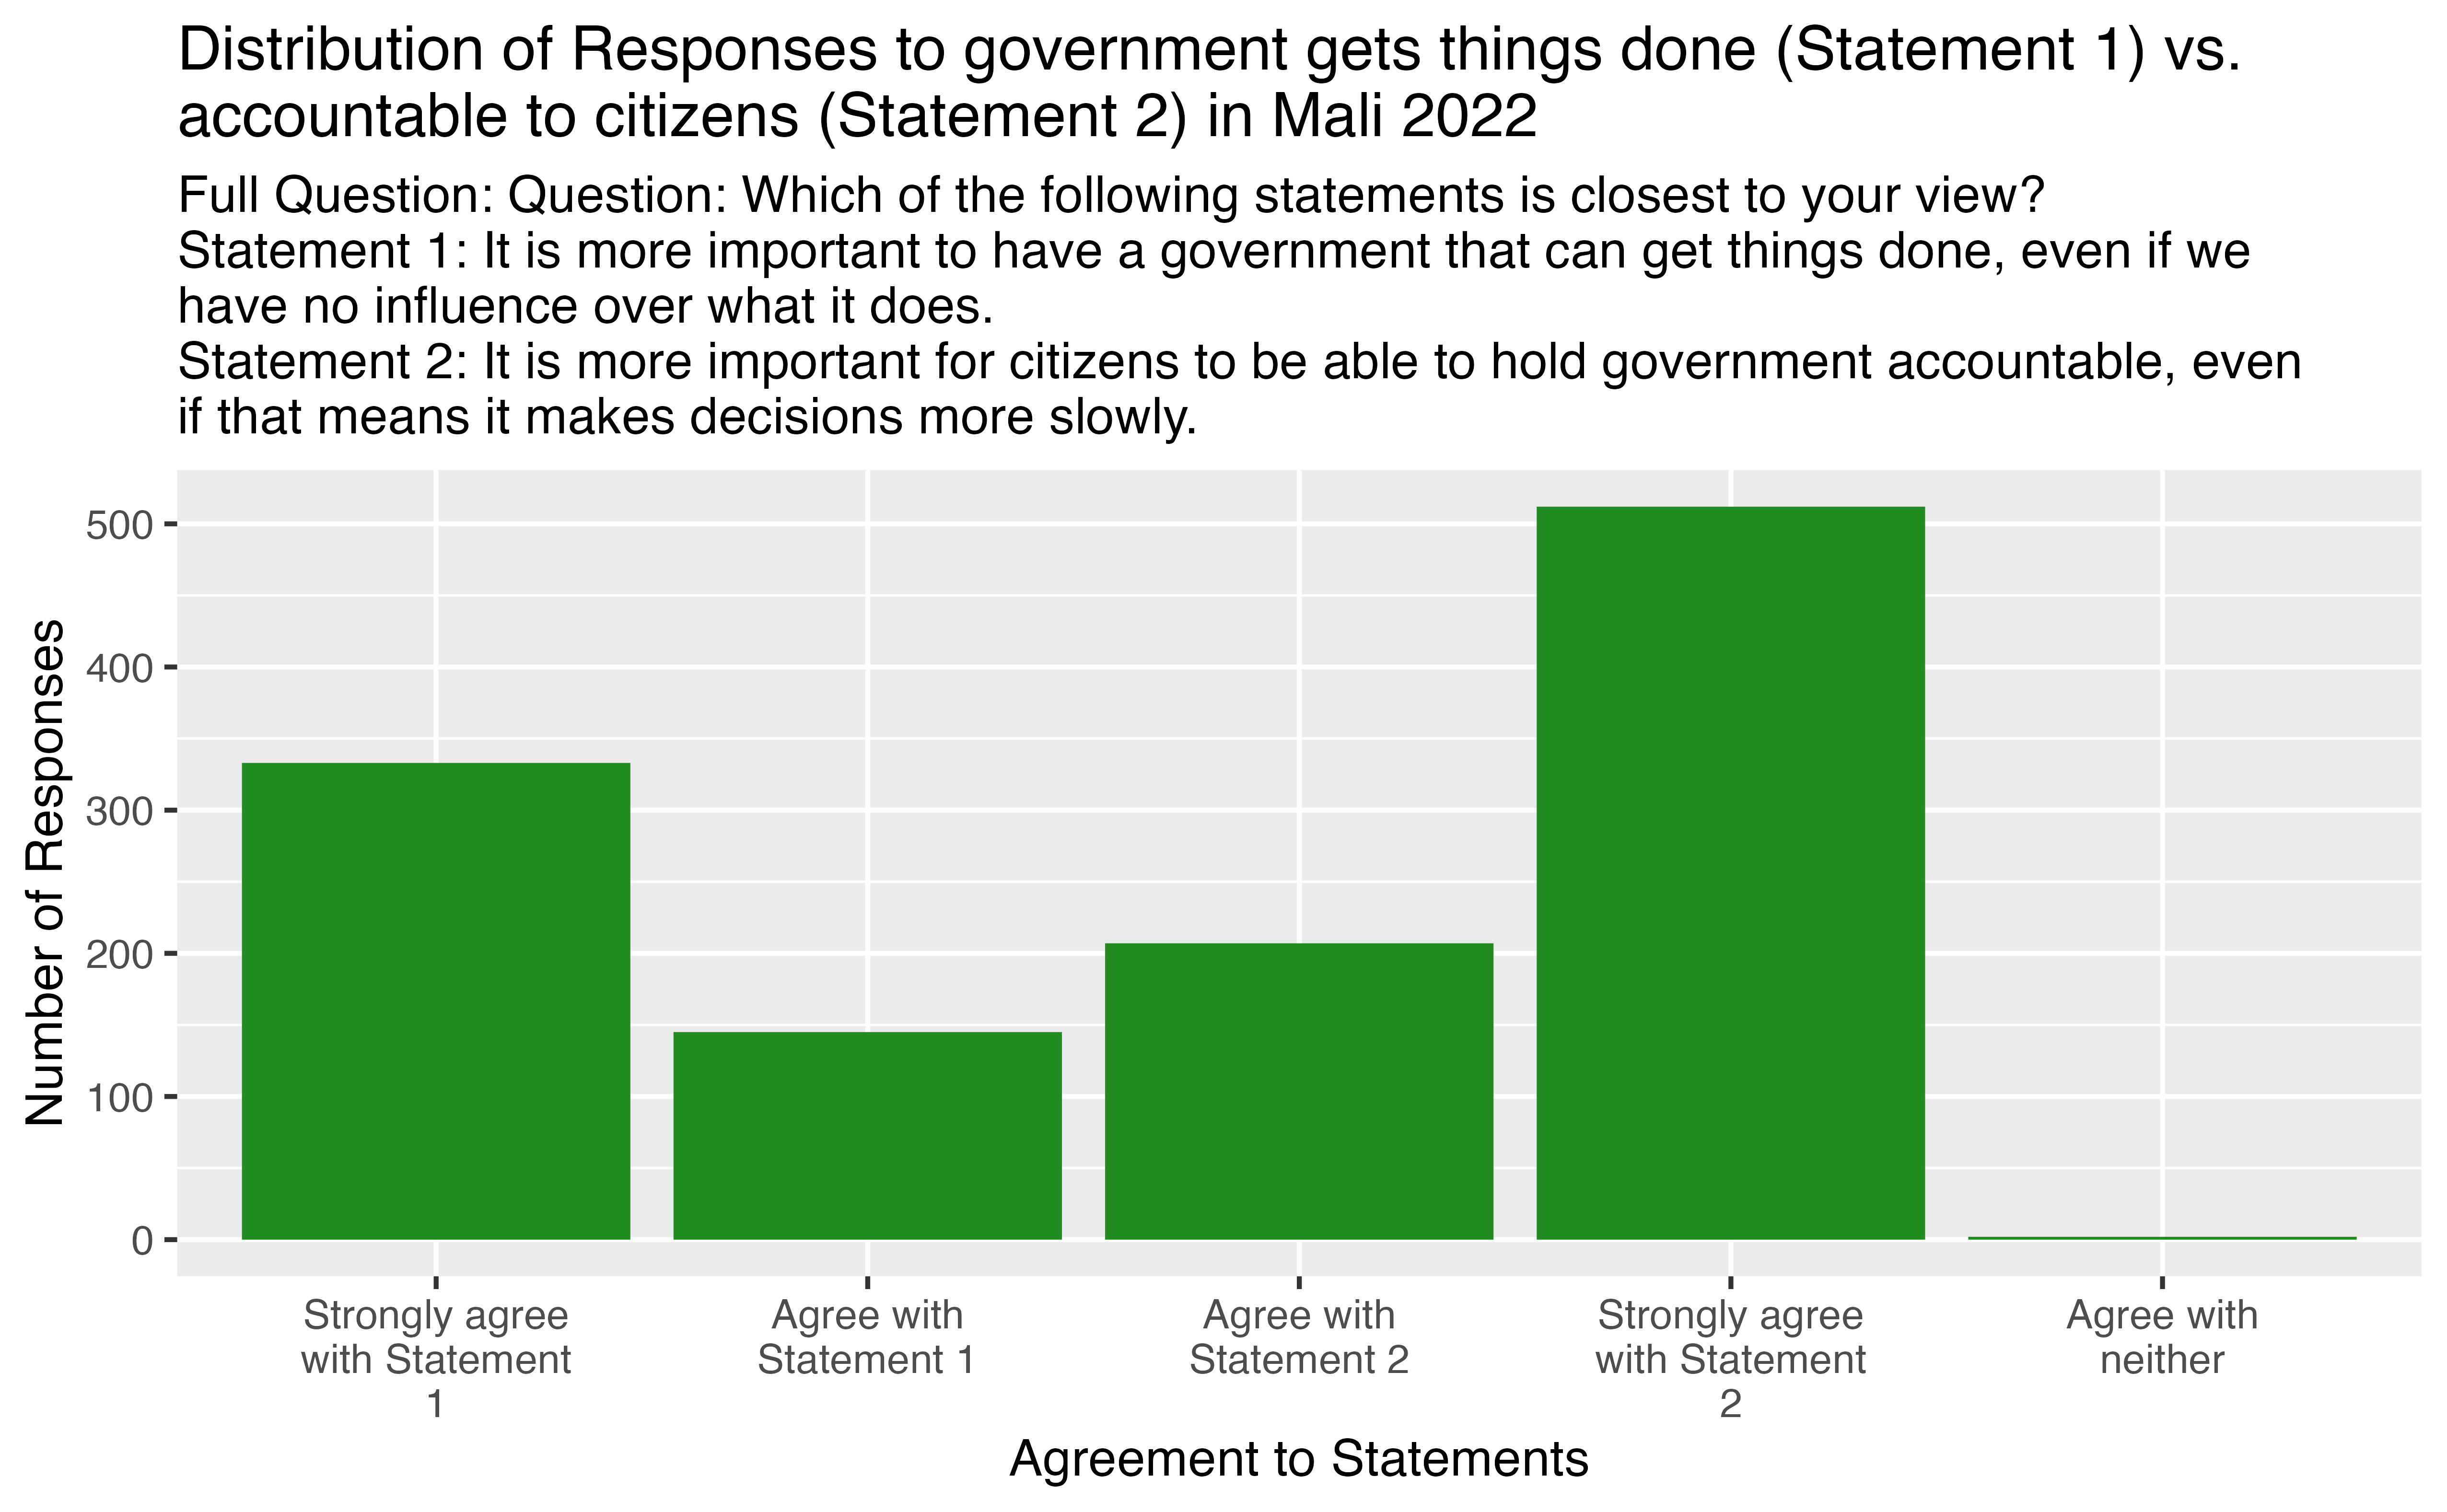 Distribution of Responses to government gets things done (Statement 1) vs.
accountable to citizens (Statement 2) in Mali 2022
Full Question: Question: Which of the following statements is closest to your view?
Statement 1: It is more important to have a government that can get things done, even if we
have no influence over what it does.
Statement 2: It is more important for citizens to be able to hold government accountable, even
if that means it makes decisions more slowly.
Number of Responses
500
400
300
200
100
0
Strongly agree
with Statement
1
Agree with
Statement 1
Agree with
Statement 2
Strongly agree
with Statement
2
Agree with
neither
Agreement to Statements